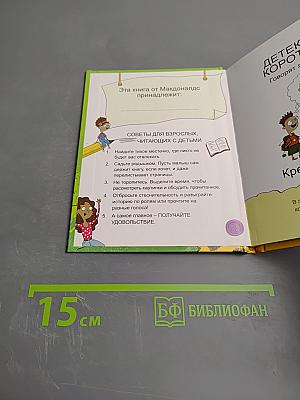 Эта книга от Макдоналдс
принадлежит:
СОВЕТЫ ДЛЯ ВЗРОСЛЫХ,
ЧИТАЮЩИХ С ДЕТЬМИ
1. Найдите тихое местечко, где никто не
будет вас отвлекать.
2. Сядьте рядышком. Пусть малыш сам
держит книгу, если хочет, и даже
перелистывает страницы.
3. Не торопитесь. Выделите время, чтобы
рассмотреть картинки и обсудить прочитанное.
4. Отбросьте стеснительность и разыграйте
историю по ролям или прочтите на
разные голоса!
5. А самое главное – ПОЛУЧАЙТЕ
УДОВОЛЬСТВИЕ
ДЕТЕК
КОРОТ
Говорит
Кре
15 см
БФ БИБЛИОФАН